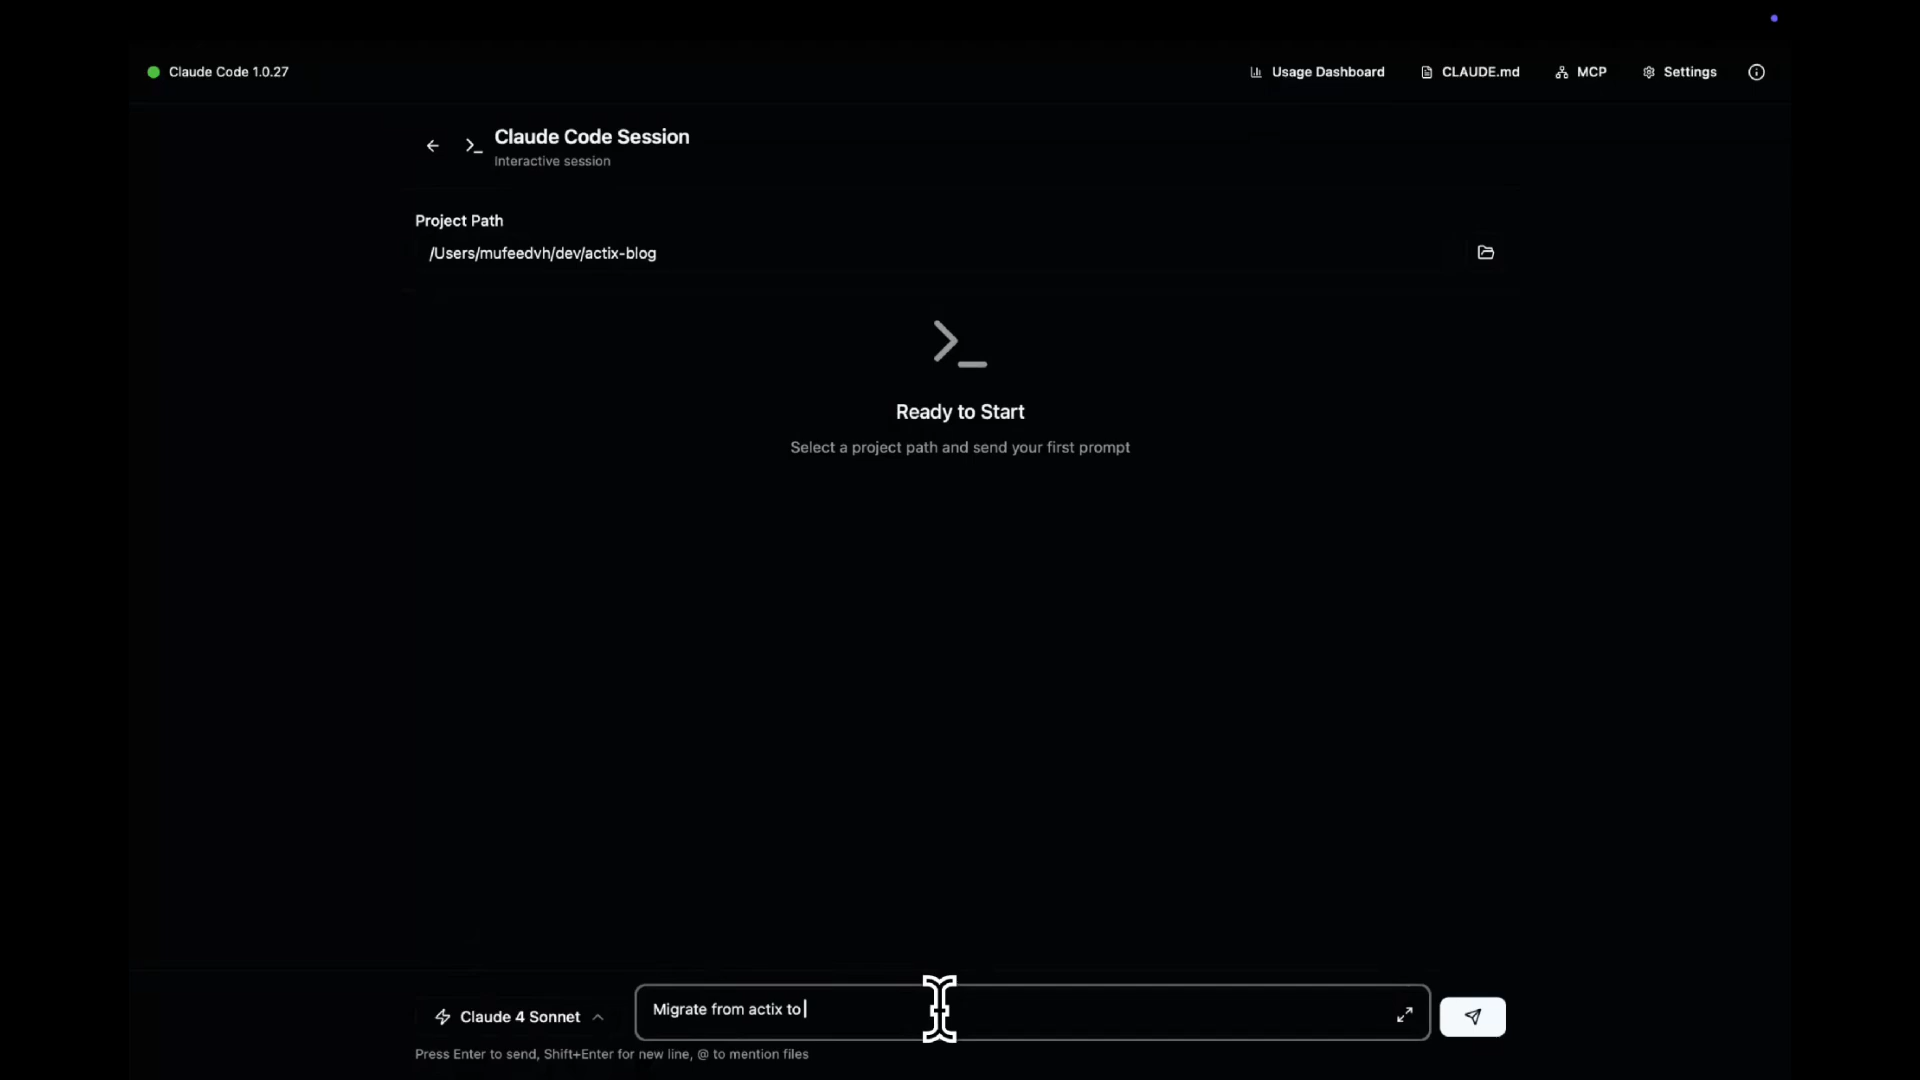 Claude Code 1.0.27
Usage Dashboard
CLAUDE.md
MCP
Settings
Claude Code Session
Interactive session
Project Path
/Users/mufeedvh/dev/actix-blog
Ready to Start
Select a project path and send your first prompt
Claude 4 Sonnet
Migrate from actix to
Press Enter to send, Shift+Enter for new line, @ to mention files